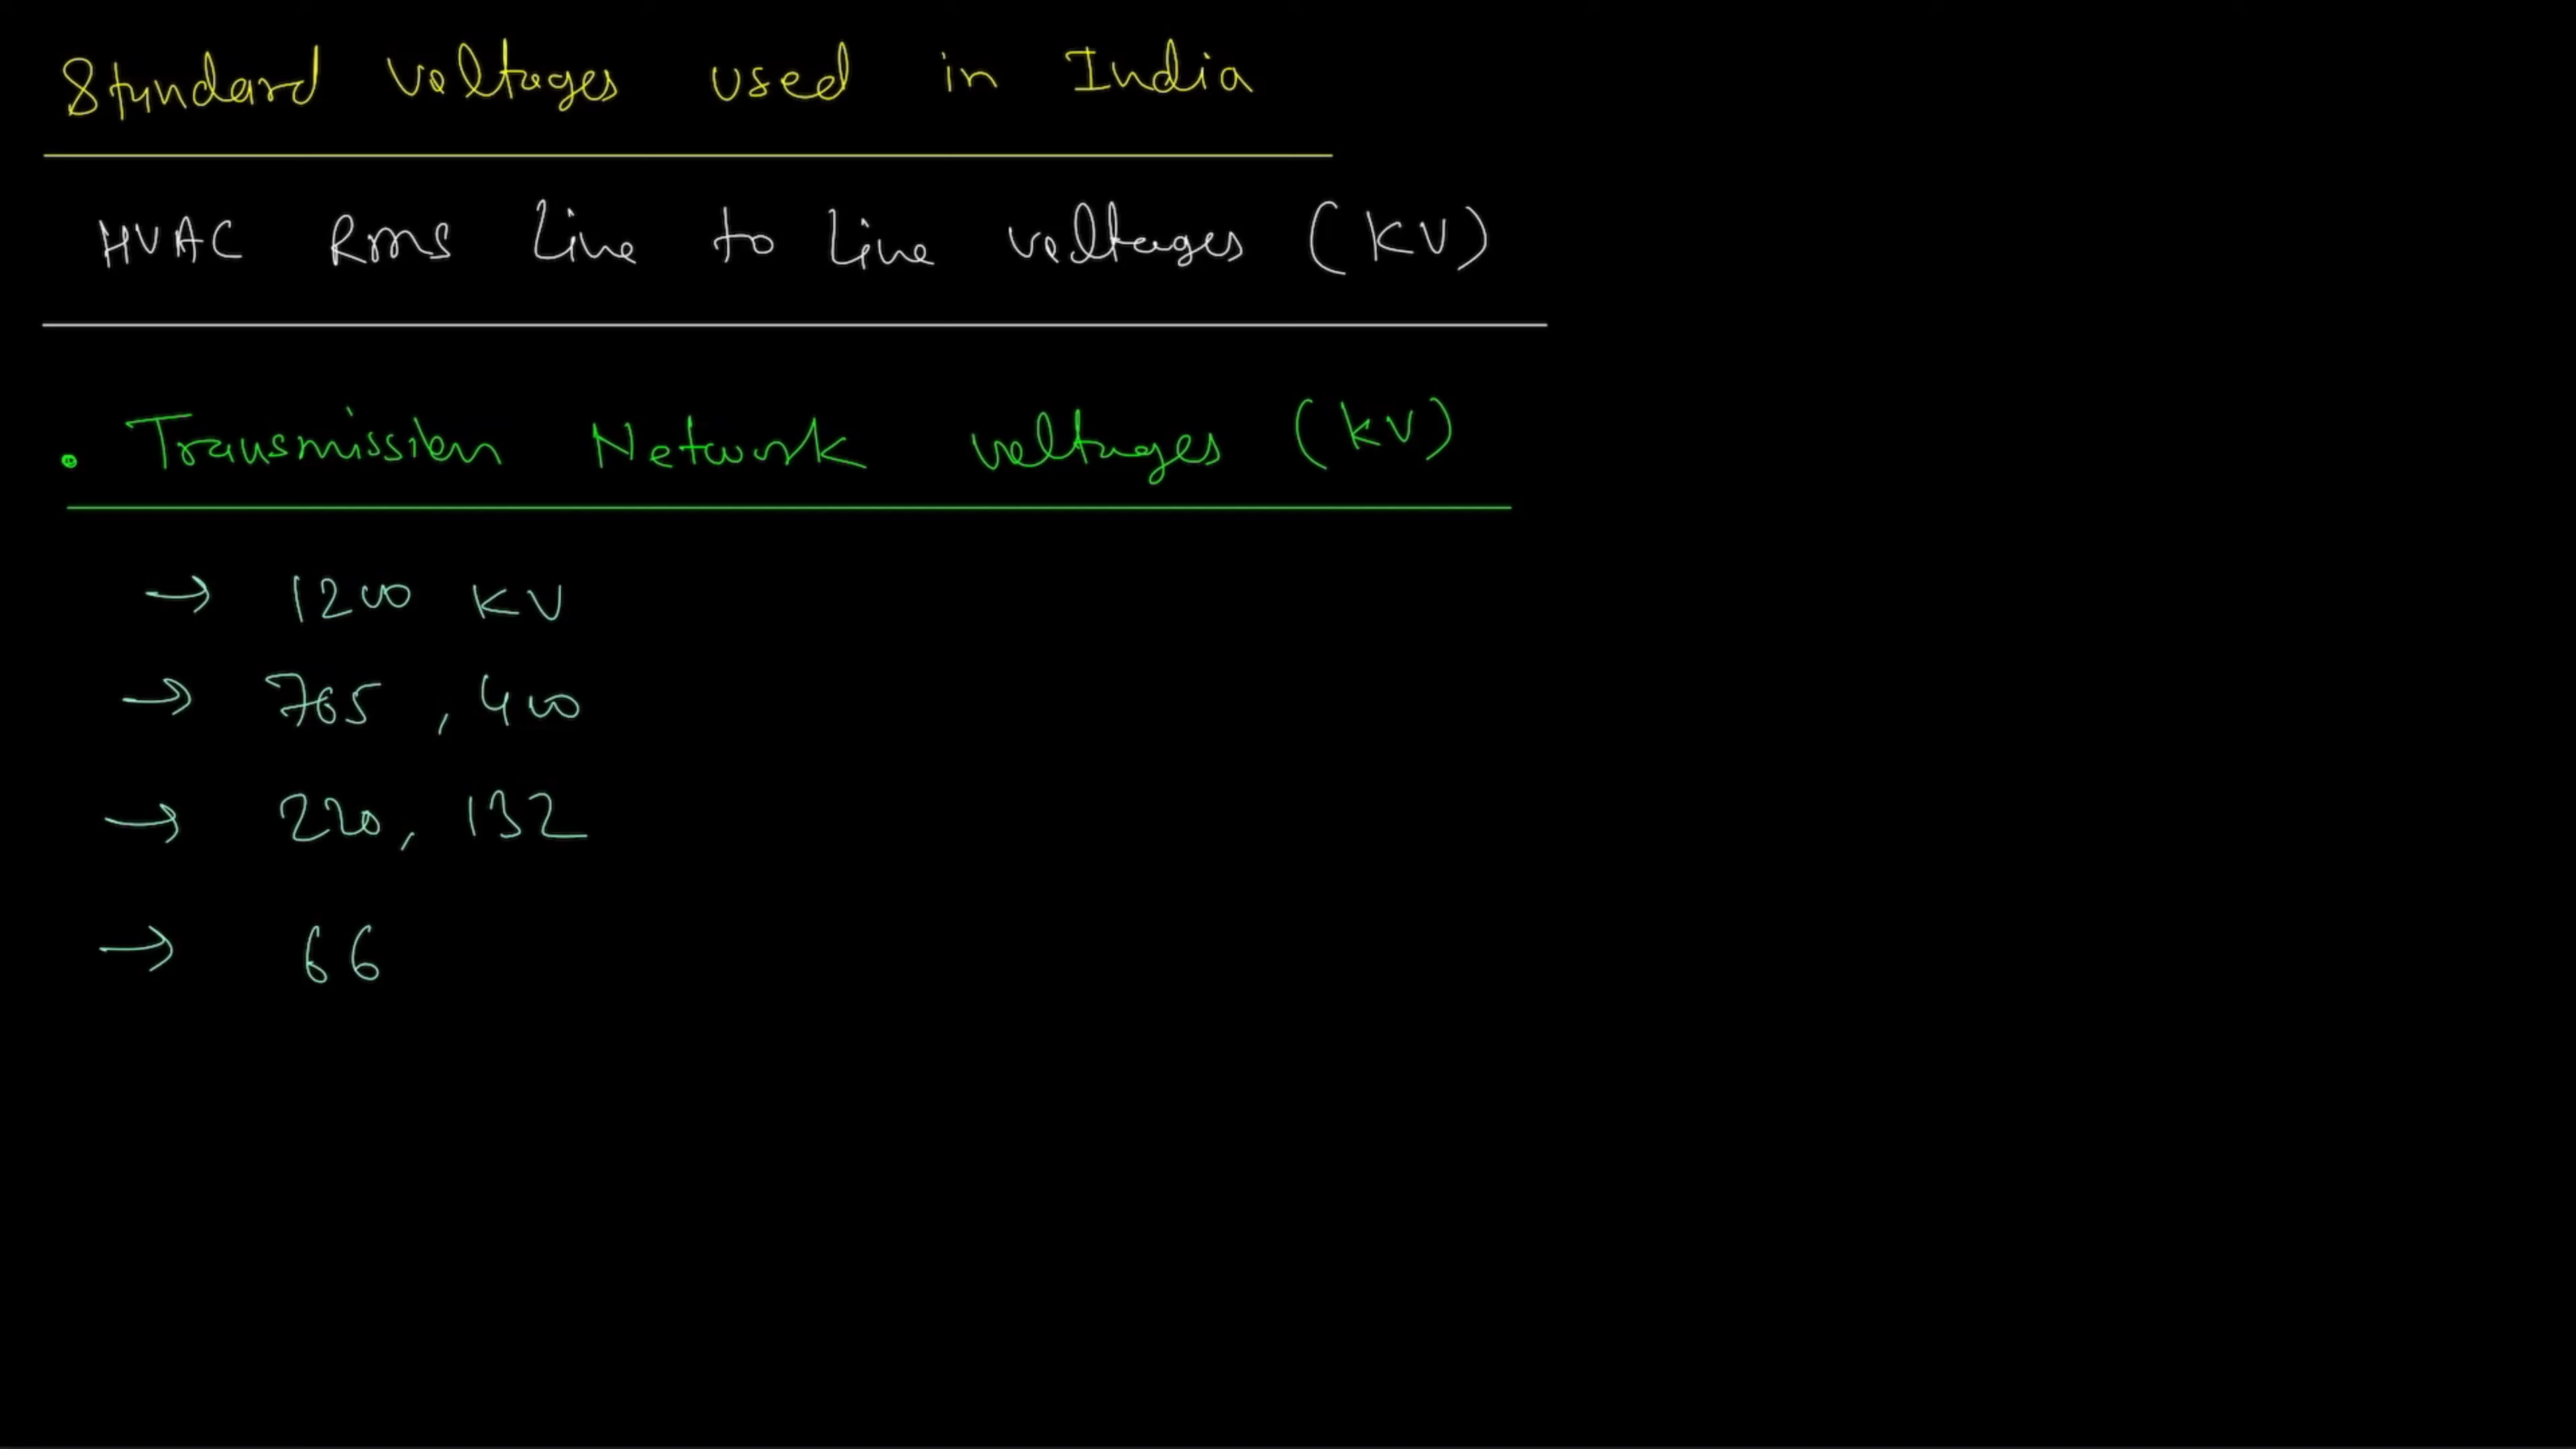 Standard voltages used in India
HVAC Rms Line to Line voltages (KV)
• Transmission Network voltages (KV)
→ 1200 KV
→ 765, 400
→ 220, 132
→ 66